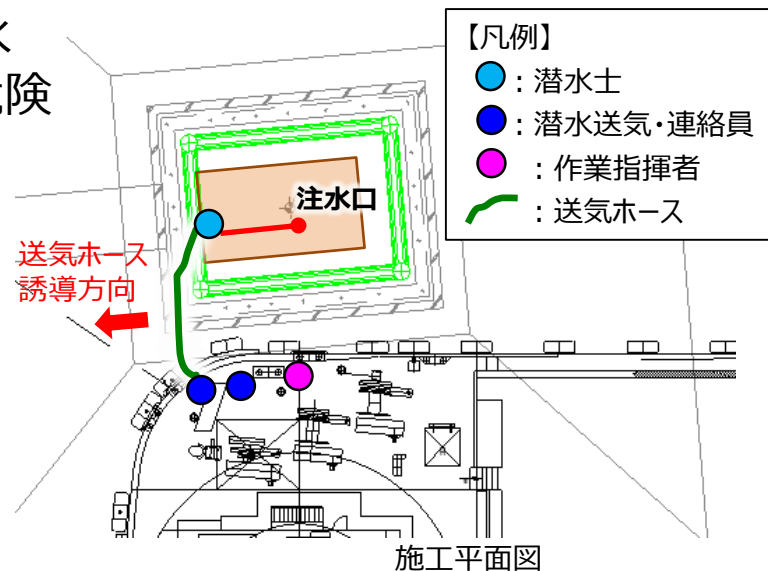 険
【凡例】
：潜水士
：潜水送気・連絡員
：作業指揮者
：送気ホース
注水口
送気ホース
誘導方向
施工平面図